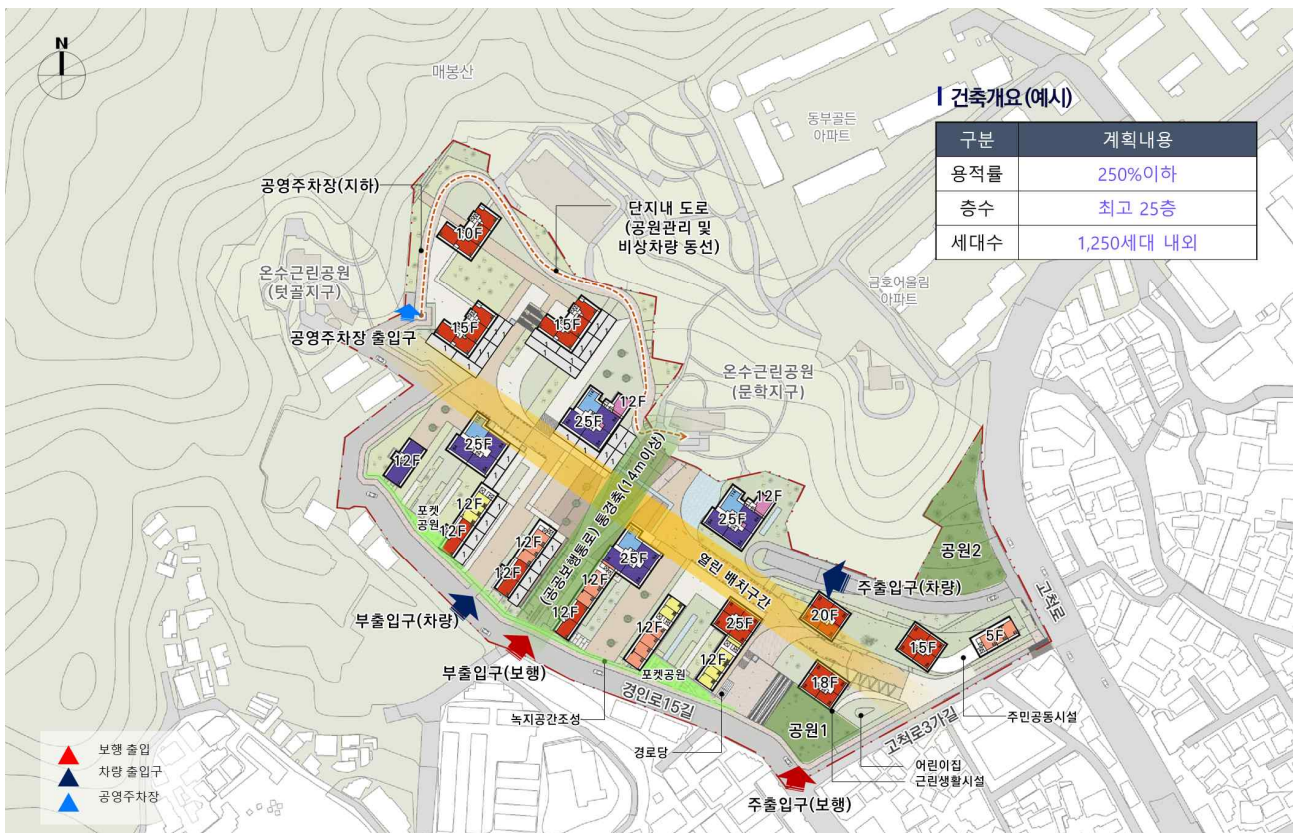 N
매봉산
동부골든
아파트
건축개요(예시)
구분
계획내용
용적률
250%이하
층수
최고 25층
세대수
1,250세대 내외
공영주차장(지하)
단지내 도로
(공원관리 및
비상차량 동선)
온수근린공원
(텃골지구)
금호어울림
아파트
공영주차장 출입구
온수근린공원
(문학지구)
10F
15F
15F
12F
25F
25F
12F
포켓
공원
12F
12F
12F
12F
(공공보행통로) 통경축(14m이상)
12F
25F
25F
12F
12F
열린 배치구간
공원2
주출입구(차량)
고척로
부출입구(차량)
12F
12F
25F
20F
15F
5F
18F
부출입구(보행)
포켓공원
경인로15길
녹지공간조성
경로당
공원1
고척로3가길
주민공동시설
어린이집
근린생활시설
주출입구(보행)
보행 출입
차량 출입구
공영주차장